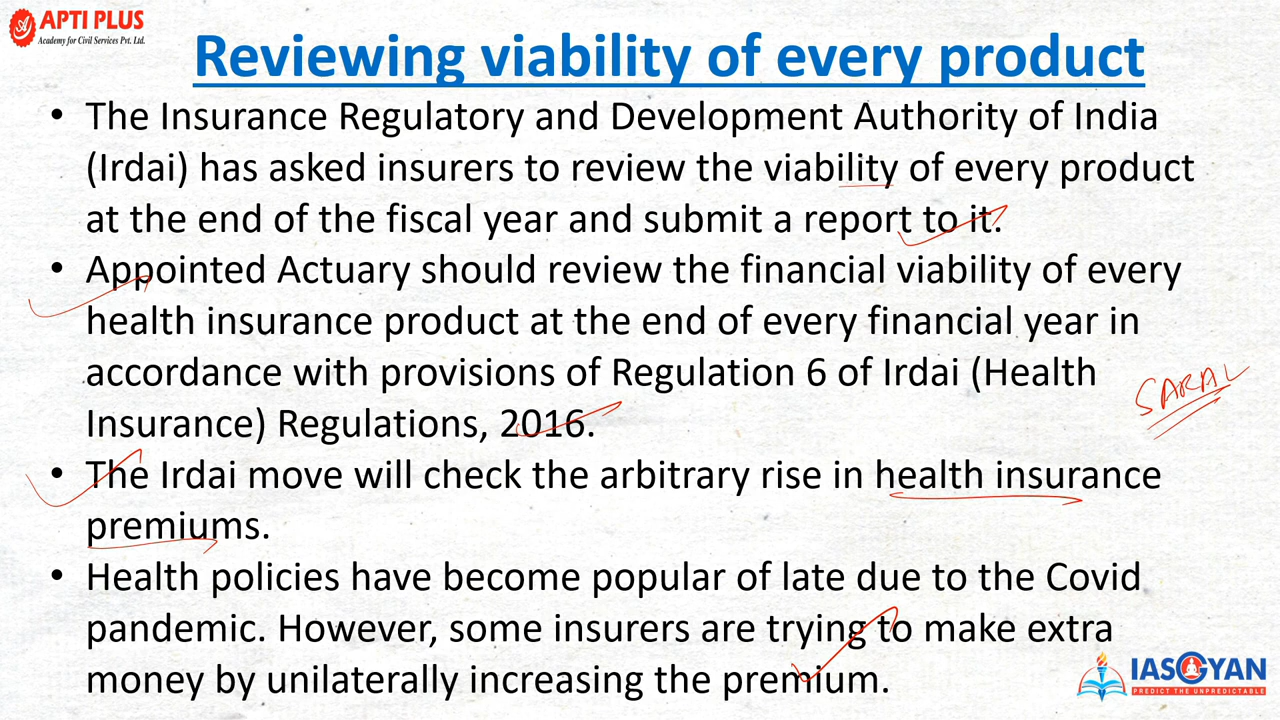 APTI PLUS
Academy for Civil Services Pvt. Ltd.
Reviewing viability of every product
• The Insurance Regulatory and Development Authority of India
(Irdai) has asked insurers to review the viability of every product
at the end of the fiscal year and submit a report to it.
• Appointed Actuary should review the financial viability of every
health insurance product at the end of every financial year in
accordance with provisions of Regulation 6 of Irdai (Health
Insurance) Regulations, 2016.
SARAL
• The Irdai move will check the arbitrary rise in health insurance
premiums.
• Health policies have become popular of late due to the Covid
pandemic. However, some insurers are trying to make extra
money by unilaterally increasing the premium.
IASGYAN
PREDICT THE UNPREDICTABLE